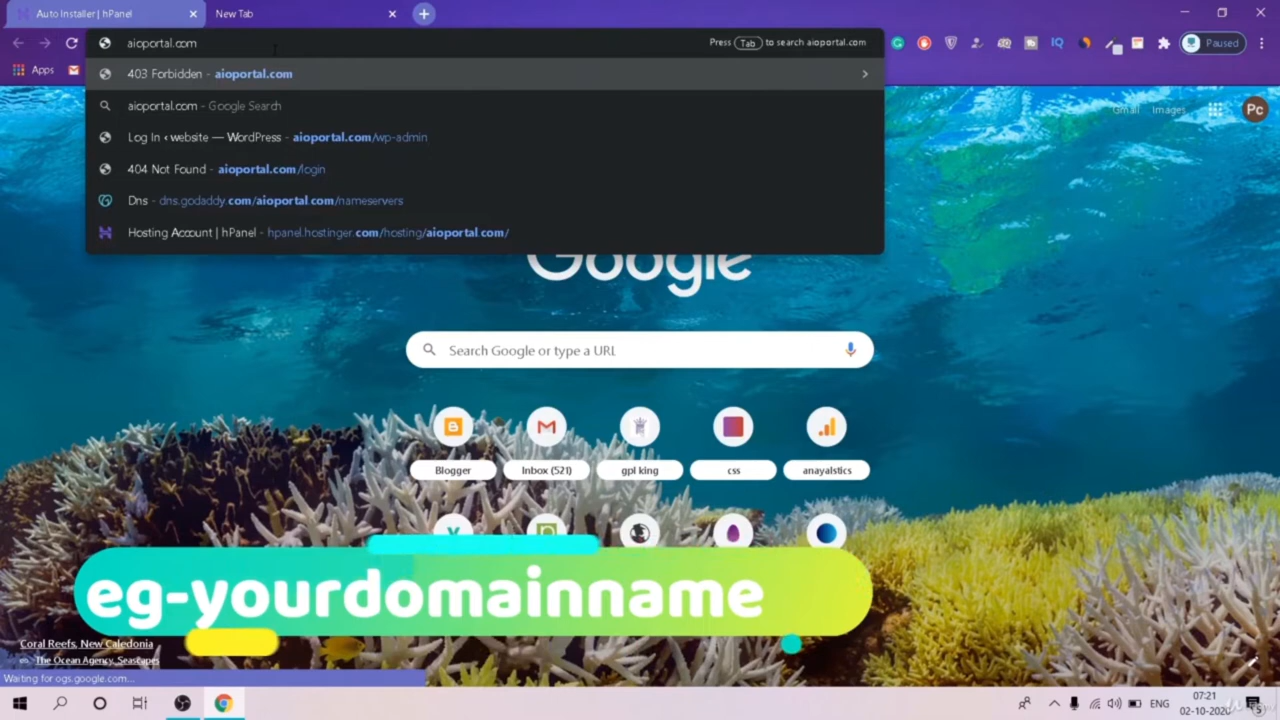 Auto Installer | hPanel
New Tab
aioportal.com
Press Tab to search aioportal.com
IQ
Paused
403 Forbidden - aioportal.com
Apps
aioportal.com - Google Search
Log In ‹ website — WordPress - aioportal.com/wp-admin
404 Not Found - aioportal.com/login
Dns - dns.godaddy.com/aioportal.com/nameservers
Hosting Account | hPanel - hpanel.hostinger.com/hosting/aioportal.com/
Gmail
Images
Pc
Google
Search Google or type a URL
Blogger
Inbox (521)
gpl king
css
anayalstics
eg-yourdomainname
Coral Reefs, New Caledonia
The Ocean Agency, Seascapes
Waiting for ogs.google.com...
ENG
07:21
02-10-2020
5